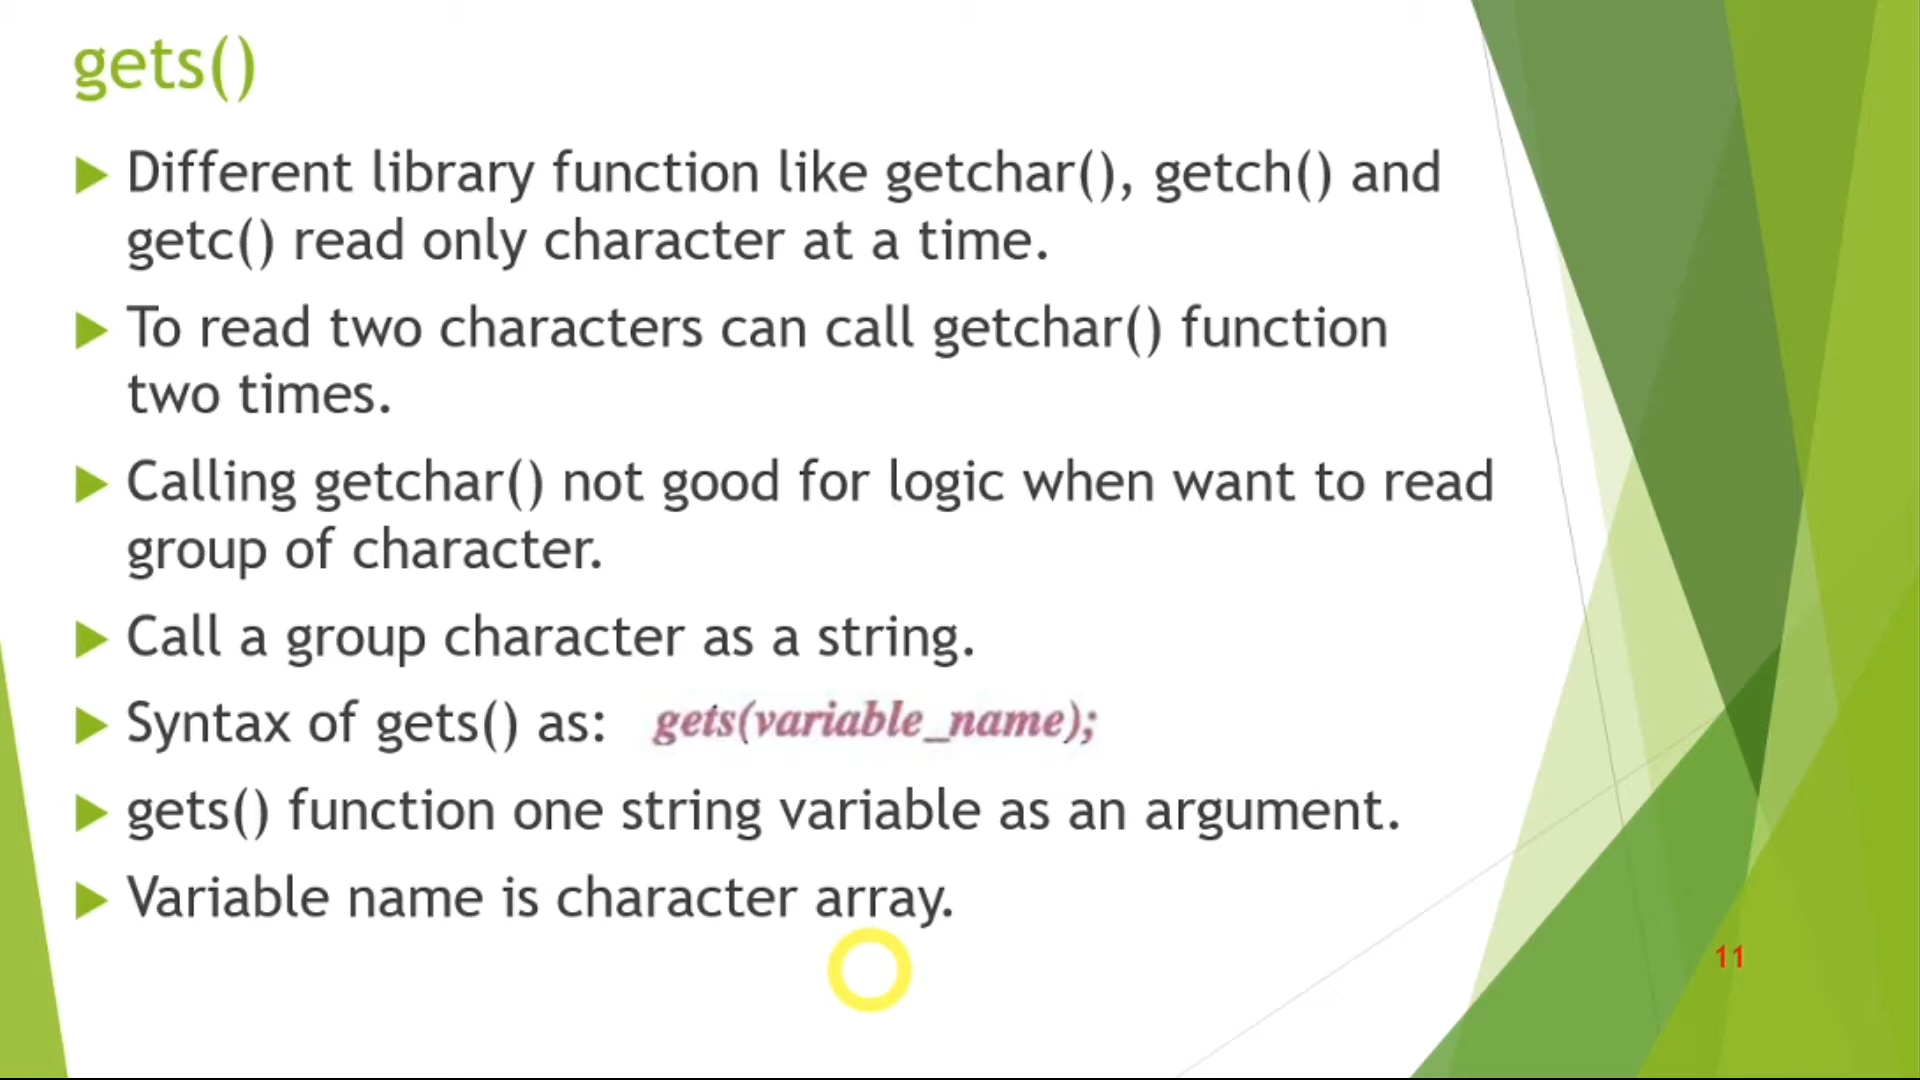 gets()
Different library function like getchar(), getch() and
getc() read only character at a time.
To read two characters can call getchar() function
two times.
Calling getchar() not good for logic when want to read
group of character.
Call a group character as a string.
Syntax of gets() as: gets(variable_name);
gets() function one string variable as an argument.
Variable name is character array.
11